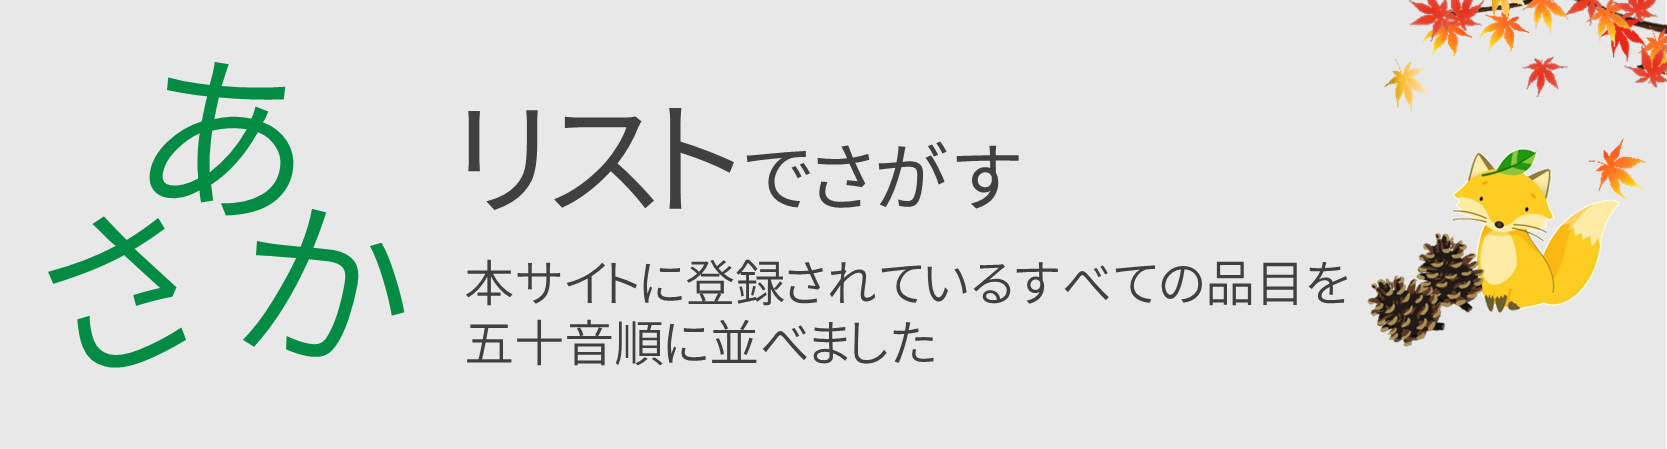 あ
さ か
リストでさがす
本サイトに登録されているすべての品目を
五十音順に並べました